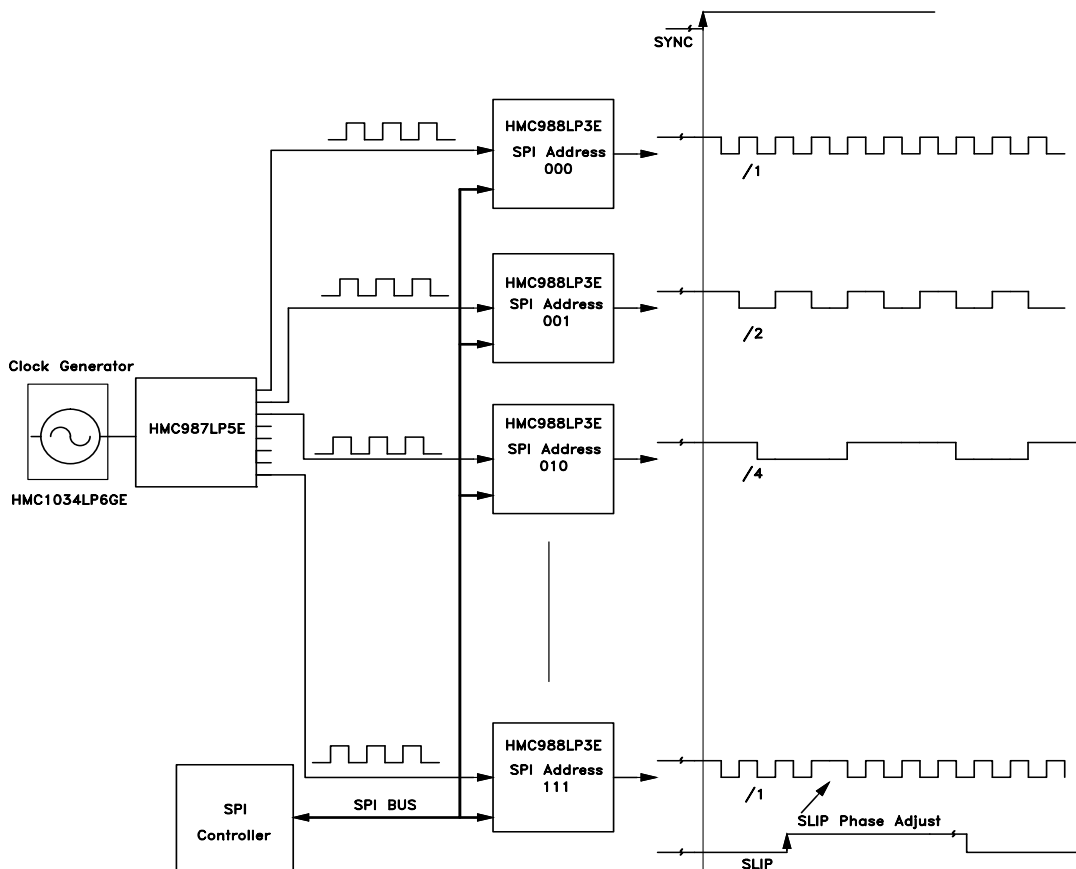 SYNC
HMC988LP3E
SPI Address
000
/1
HMC988LP3E
SPI Address
001
/2
Clock Generator
HMC987LP5E
HMC1034LP6GE
HMC988LP3E
SPI Address
010
/4
HMC988LP3E
SPI Address
111
/1
SPI BUS
SPI
Controller
SLIP Phase Adjust
SLIP